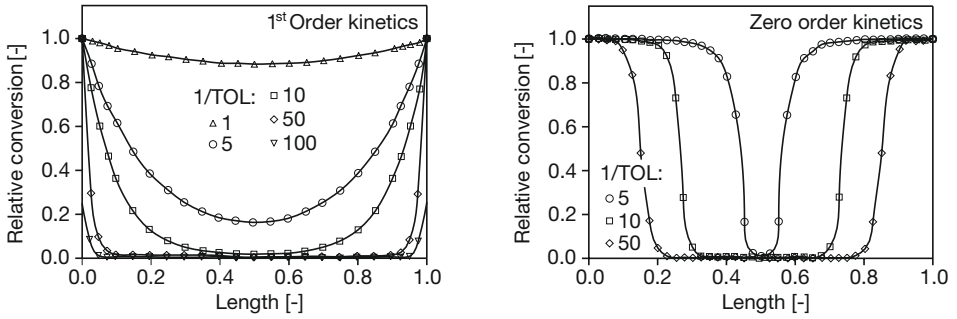 1st Order kinetics
Relative conversion [-]
1.0
0.8
0.6
0.4
0.2
0.0
1/TOL:
1
5
10
50
100
0.0 0.2 0.4 0.6 0.8 1.0
Length [-]
Zero order kinetics
Relative conversion [-]
1.0
0.8
0.6
0.4
0.2
0.0
1/TOL:
5
10
50
0.0 0.2 0.4 0.6 0.8 1.0
Length [-]